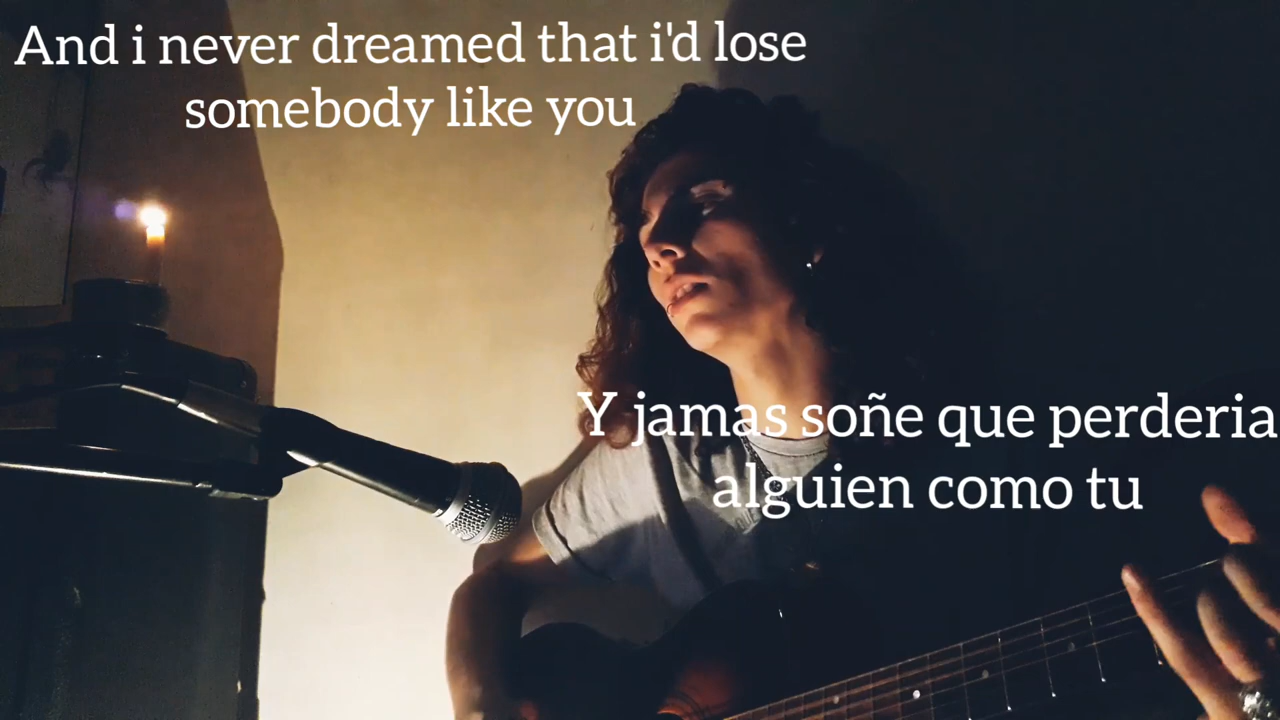 And i never dreamed that i'd lose
somebody like you
Y jamas soñe que perderia
alguien como tu